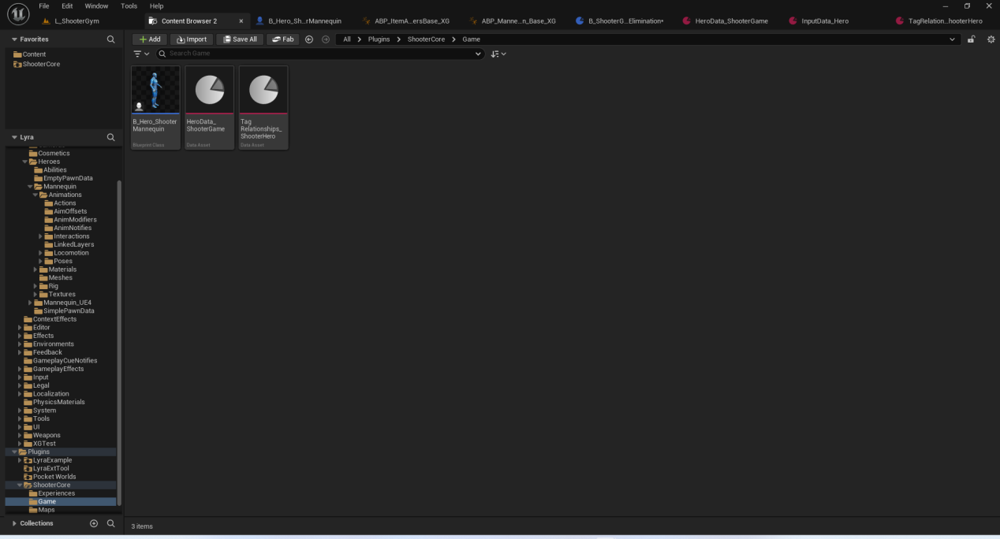 File Edit Window Tools Help
L_ShooterGym Content Browser 2 B_Hero_Sh...rMannequin ABP_ItemA...ersBase_XG ABP_Manne...n_Base_XG B_ShooterG...Elimination* HeroData_ShooterGame InputData_Hero TagRelation...hooterHero
Favorites
Add Import Save All Fab All Plugins ShooterCore Game
Content
Search Game
ShooterCore
B_Hero_Shooter
Mannequin
Blueprint Class
HeroData_
ShooterGame
Data Asset
Tag
Relationships_
ShooterHero
Data Asset
Lyra
Cosmetics
Heroes
Abilities
EmptyPawnData
Mannequin
Animations
Actions
AimOffsets
AnimModifiers
AnimNotifies
Interactions
LinkedLayers
Locomotion
Poses
Materials
Meshes
Rig
Textures
Mannequin_UE4
SimplePawnData
ContextEffects
Editor
Effects
Environments
Feedback
GameplayCueNotifies
GameplayEffects
Input
Legal
Localization
PhysicsMaterials
System
Tools
UI
Weapons
XGTest
Plugins
LyraExample
LyraExtTool
Pocket Worlds
ShooterCore
Experiences
Game
Maps
Collections
3 items